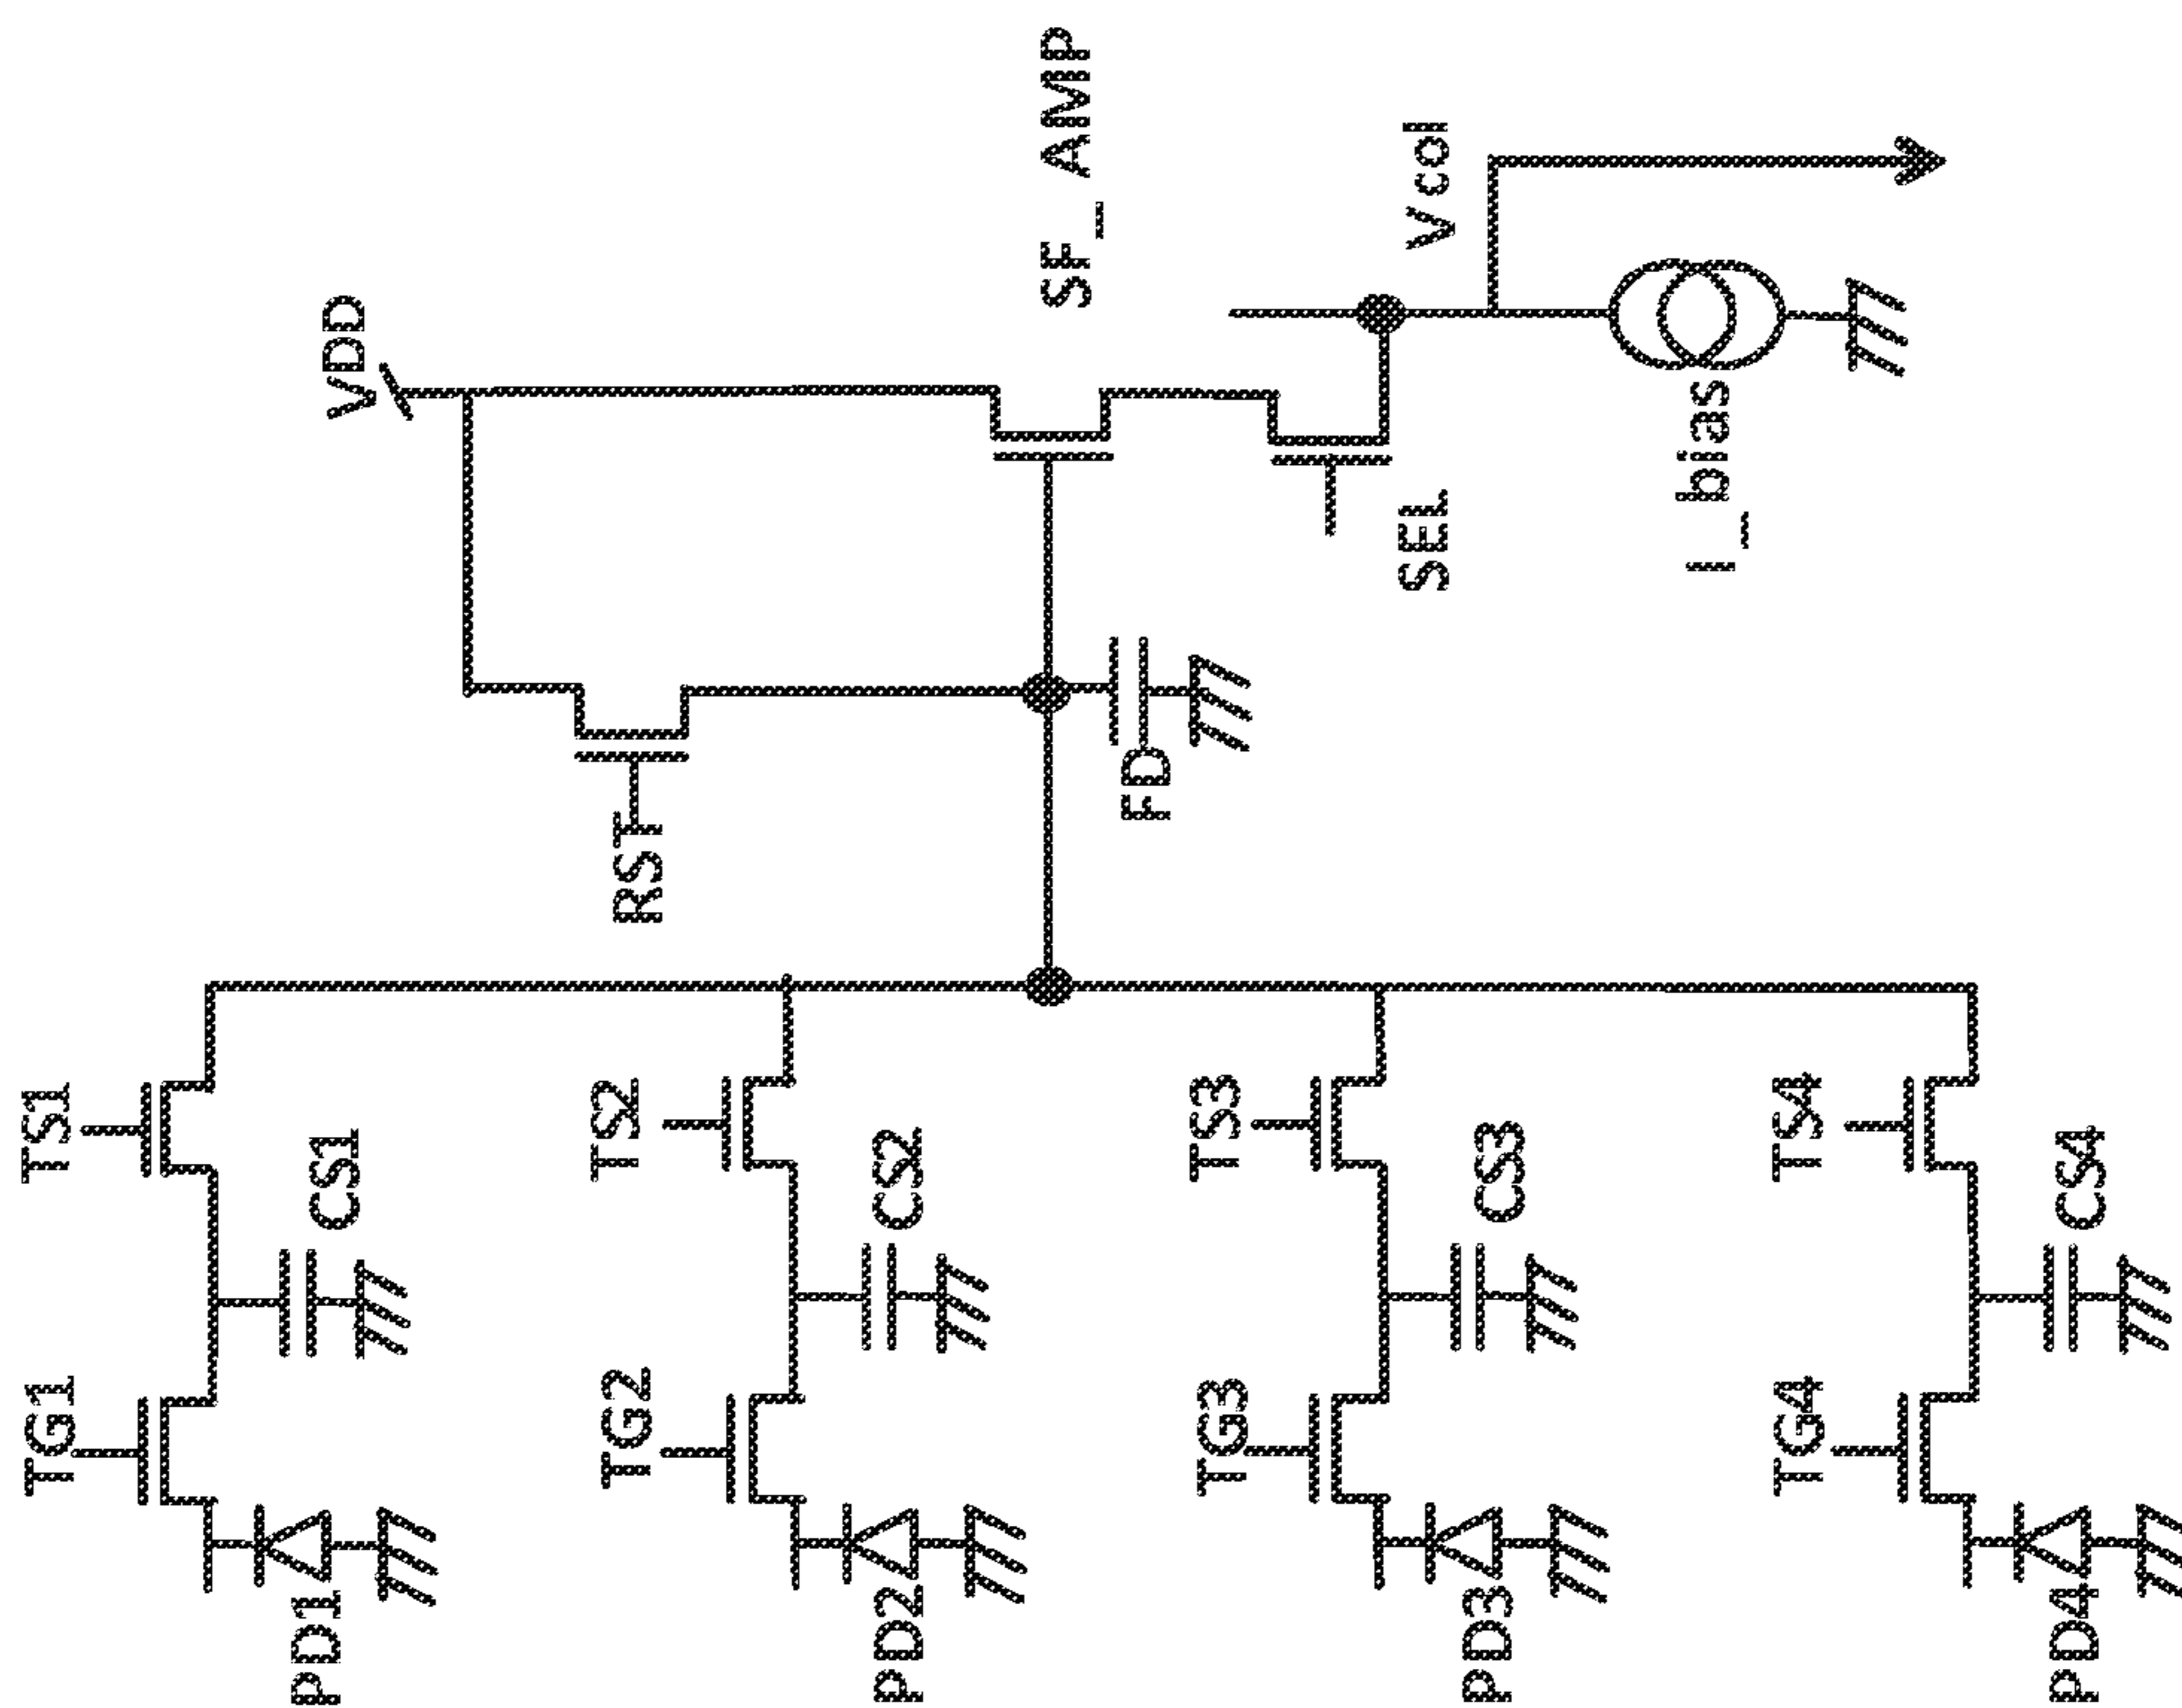 VDD
SF_AMP
Vcol
I_bias
SEL
RST
FD
TS1
CS1
TG1
PD1
TS2
CS2
TG2
PD2
TS3
CS3
TG3
PD3
TS4
CS4
TG4
PD4